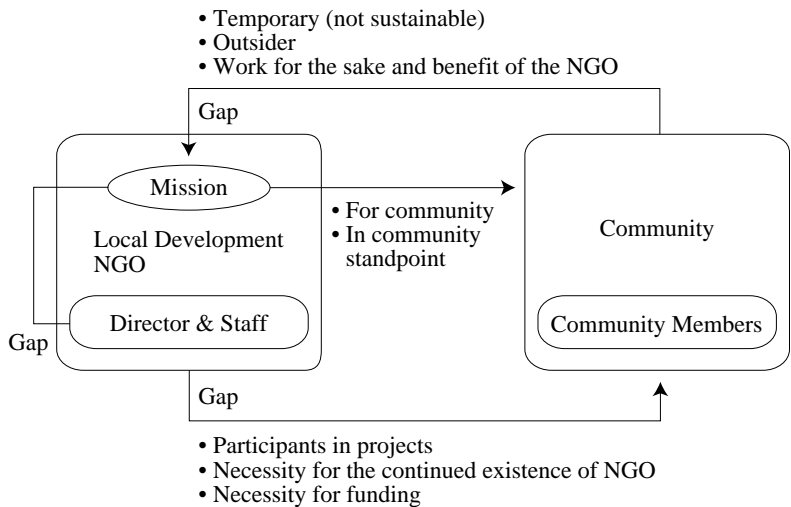 • Temporary (not sustainable)
• Outsider
• Work for the sake and benefit of the NGO
Gap
Mission
• For community
• In community
standpoint
Local Development
NGO
Community
Director & Staff
Community Members
Gap
Gap
• Participants in projects
• Necessity for the continued existence of NGO
• Necessity for funding